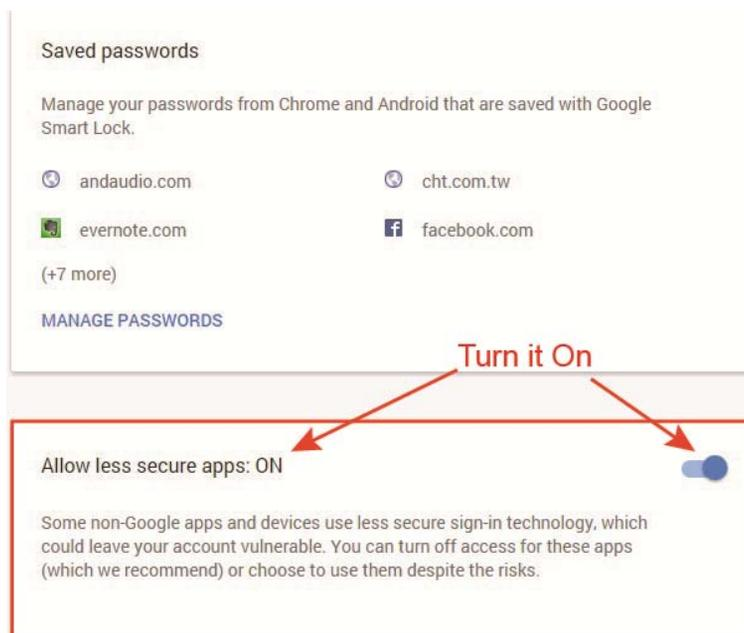 Saved passwords
Manage your passwords from Chrome and Android that are saved with Google
Smart Lock.
andaudio.com
cht.com.tw
evernote.com
facebook.com
(+7 more)
MANAGE PASSWORDS
Turn it On
Allow less secure apps: ON
Some non-Google apps and devices use less secure sign-in technology, which
could leave your account vulnerable. You can turn off access for these apps
(which we recommend) or choose to use them despite the risks.